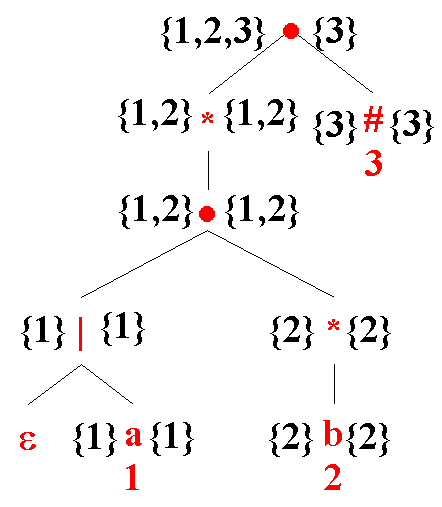 {1,2,3} ● {3}
{1,2} * {1,2} {3} # {3}
3
{1,2} ● {1,2}
{1} | {1} {2} * {2}
ε {1} a {1} {2} b {2}
1 2